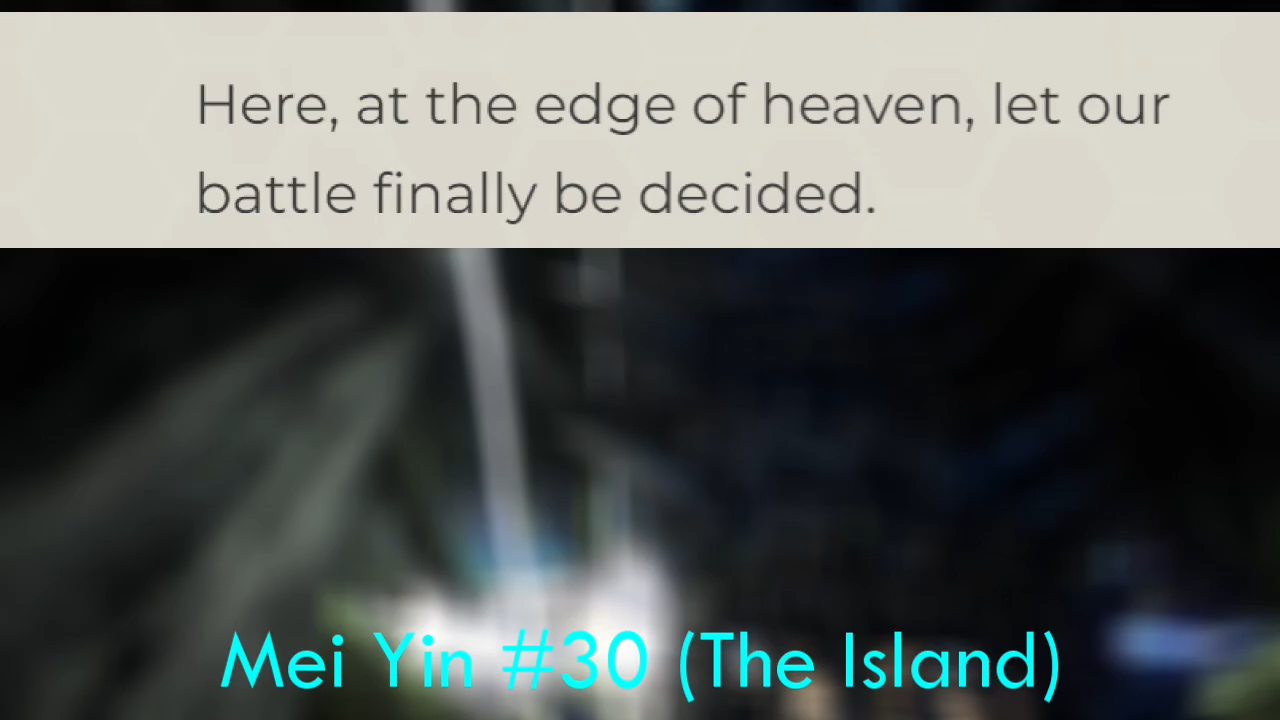 Here, at the edge of heaven, let our
battle finally be decided.
Mei Yin #30 (The Island)